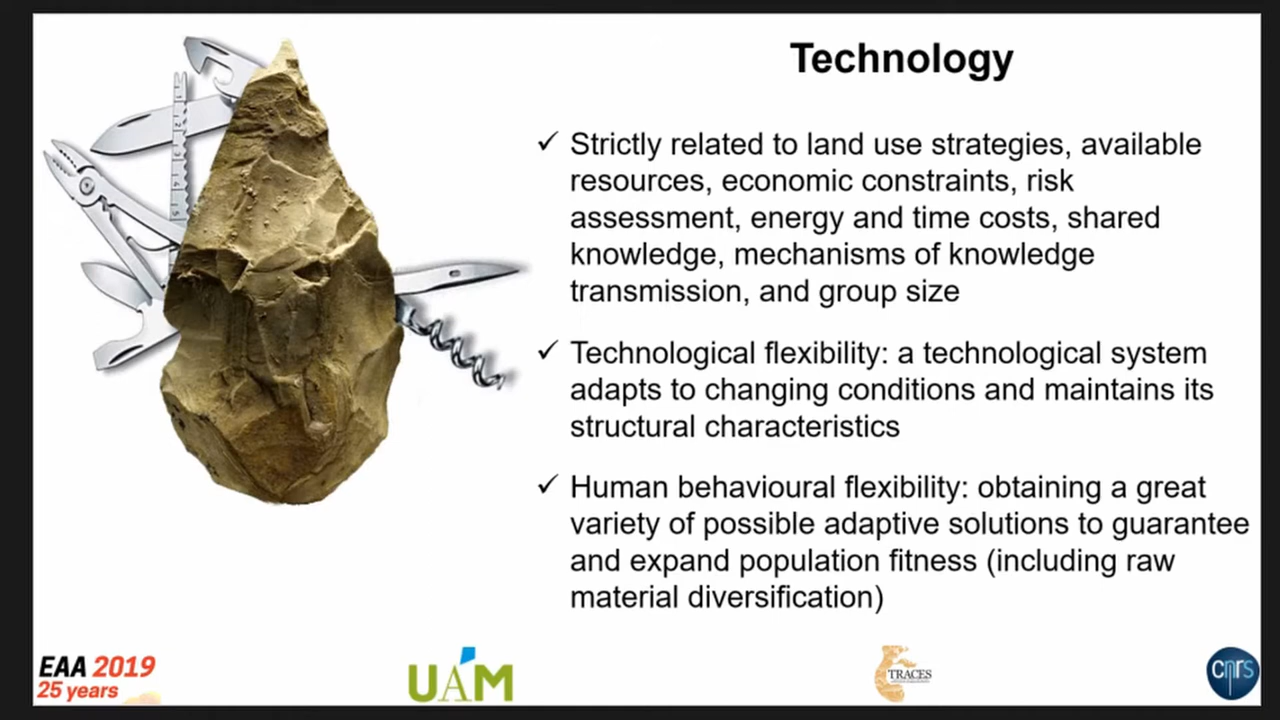 Technology
✓ Strictly related to land use strategies, available
resources, economic constraints, risk
assessment, energy and time costs, shared
knowledge, mechanisms of knowledge
transmission, and group size
✓ Technological flexibility: a technological system
adapts to changing conditions and maintains its
structural characteristics
✓ Human behavioural flexibility: obtaining a great
variety of possible adaptive solutions to guarantee
and expand population fitness (including raw
material diversification)
EAA 2019
25 years
UAM
TRACES
cnrs